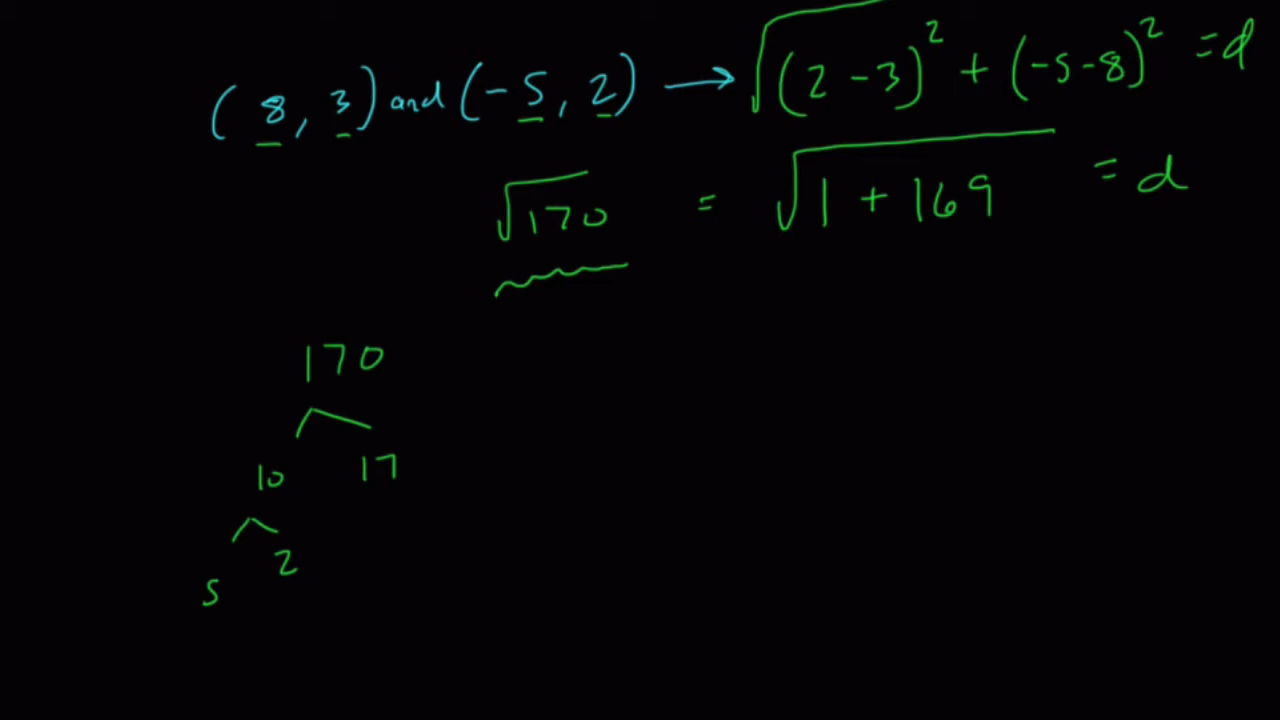 (8, 3) and (-5, 2) → √((2-3)² + (-5-8)²) = d
√170 = √(1 + 169) = d
170
10 17
5 2